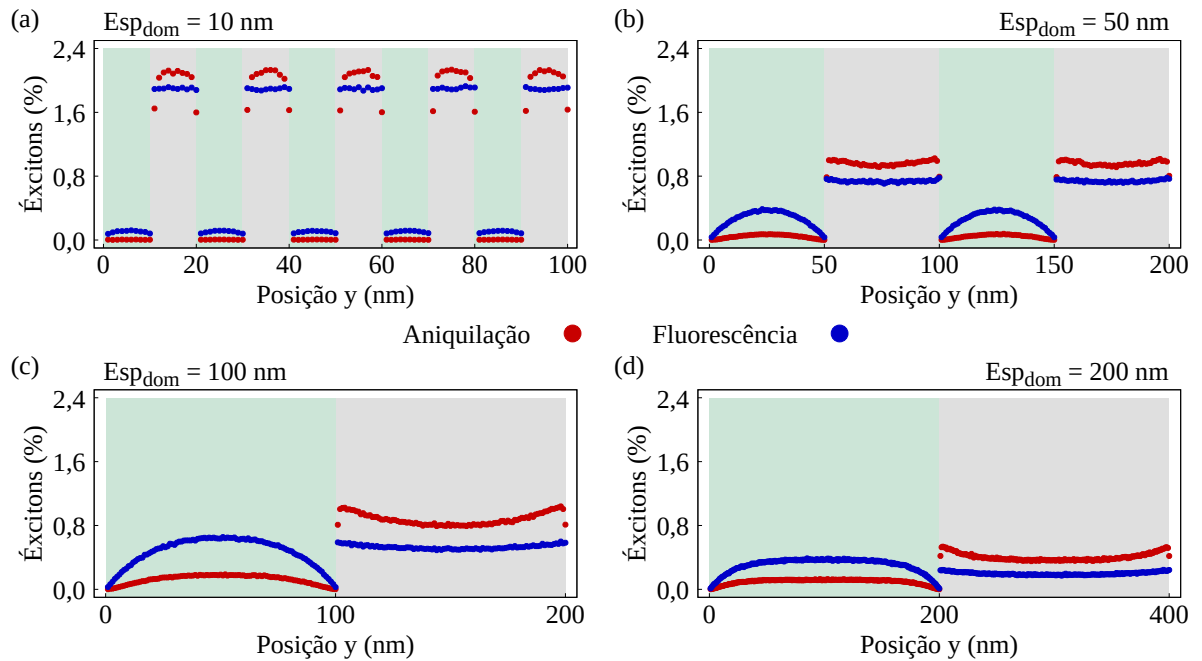 (a) Esp_dom = 10 nm
2,4
1,6
0,8
0,0
Éxcitons (%)
0 20 40 60 80 100
Posição y (nm)
(b) Esp_dom = 50 nm
2,4
1,6
0,8
0,0
Éxcitons (%)
0 50 100 150 200
Posição y (nm)
Aniquilação Fluorescência
(c) Esp_dom = 100 nm
2,4
1,6
0,8
0,0
Éxcitons (%)
0 100 200
Posição y (nm)
(d) Esp_dom = 200 nm
2,4
1,6
0,8
0,0
Éxcitons (%)
0 200 400
Posição y (nm)